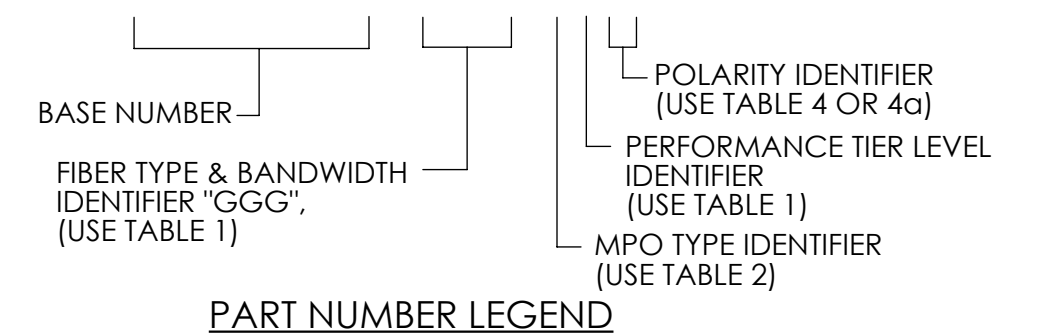 POLARITY IDENTIFIER
(USE TABLE 4 OR 4a)
BASE NUMBER
PERFORMANCE TIER LEVEL
IDENTIFIER
(USE TABLE 1)
FIBER TYPE & BANDWIDTH
IDENTIFIER "GGG",
(USE TABLE 1)
MPO TYPE IDENTIFIER
(USE TABLE 2)
PART NUMBER LEGEND